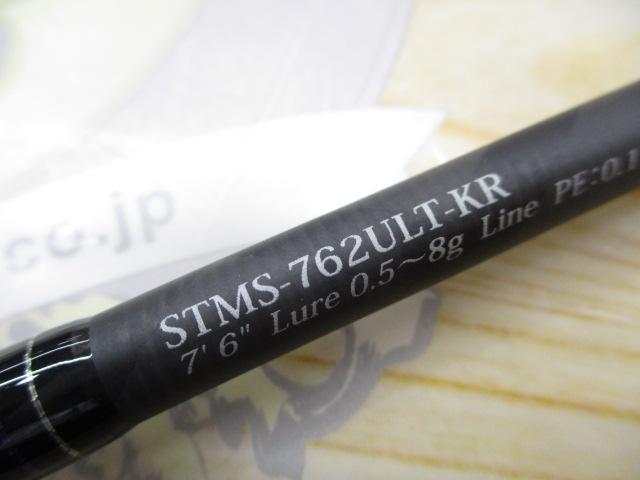 co.jp
STMS-762ULT-KR
7' 6" Lure 0.5～8g Line PE:0.1